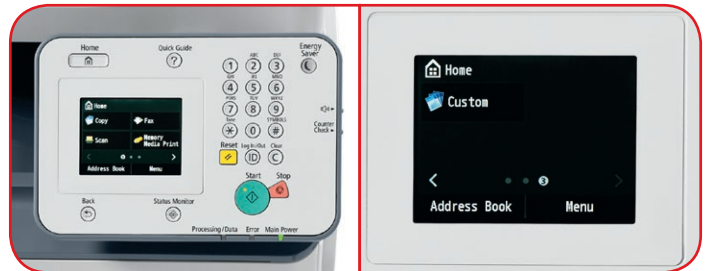 Home
Quick Guide
Energy
Saver
ABC DEF
1 2 3
GHI JKL MNO
4 5 6
PQRS TUV WXYZ
7 8 9
Tone SYMBOLS
0 #
Counter
Check
Reset Log In/Out Clear
ID C
Start Stop
Home
Copy
Fax
Scan
Memory
Media Print
Address Book
Menu
Back
Status Monitor
Processing/Data Error Main Power
Home
Custom
3
Address Book
Menu